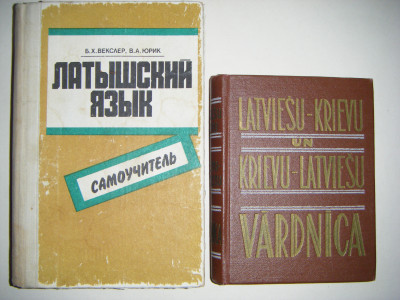 Б.Х.ВЕКСЛЕР, В.А.ЮРИК
ЛАТЫШСКИЙ
ЯЗЫК
САМОУЧИТЕЛЬ
LATVIEŠU-KRIEVU
UN
KRIEVU-LATVIEŠU
VĀRDNĪCA